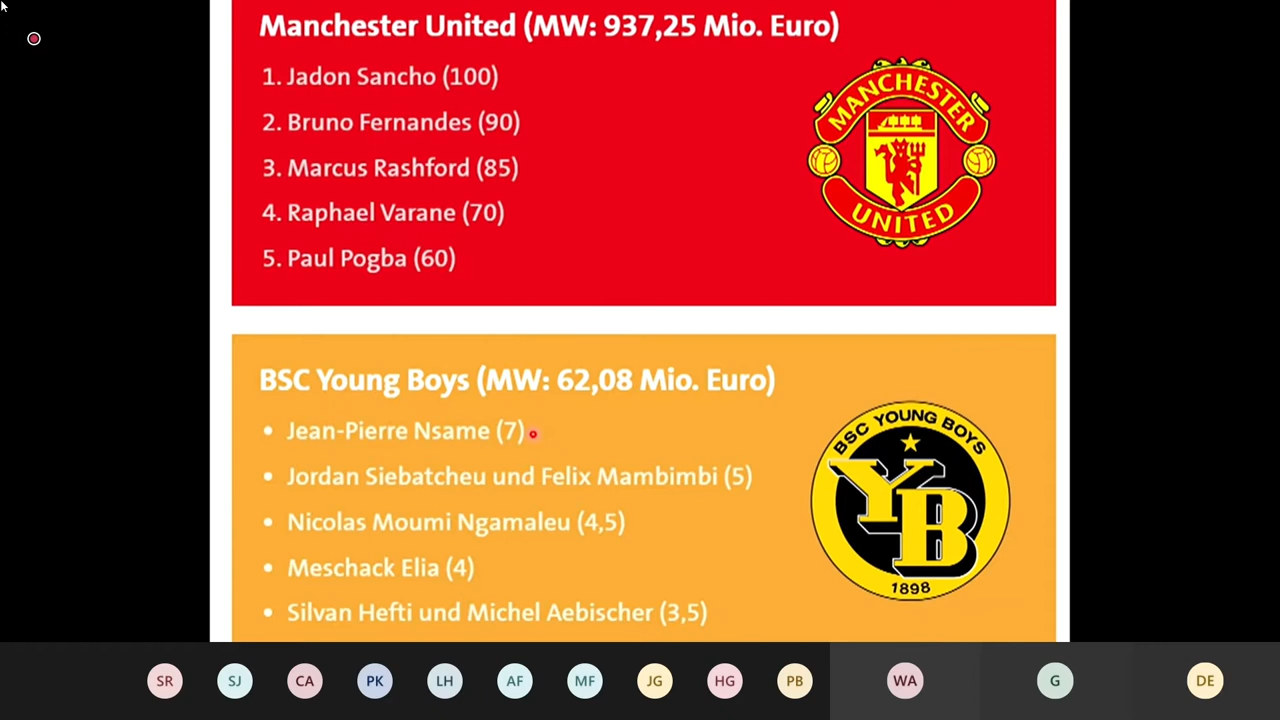 Manchester United (MW: 937,25 Mio. Euro)
1. Jadon Sancho (100)
2. Bruno Fernandes (90)
3. Marcus Rashford (85)
4. Raphael Varane (70)
5. Paul Pogba (60)
MANCHESTER
UNITED
BSC Young Boys (MW: 62,08 Mio. Euro)
• Jean-Pierre Nsame (7)
• Jordan Siebatcheu und Felix Mambimbi (5)
• Nicolas Moumi Ngamaleu (4,5)
• Meschack Elia (4)
• Silvan Hefti und Michel Aebischer (3,5)
BSC YOUNG BOYS
YB
1898
SR SJ CA PK LH AF MF JG HG PB WA G DE